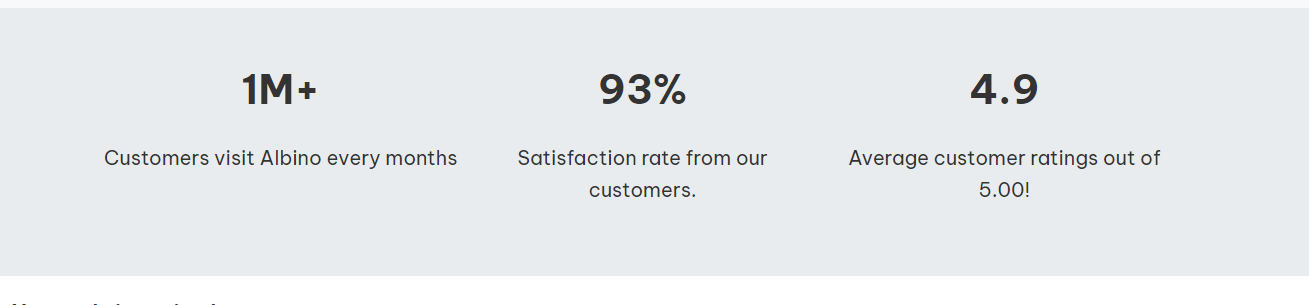 1M+
Customers visit Albino every months
93%
Satisfaction rate from our
customers.
4.9
Average customer ratings out of
5.00!